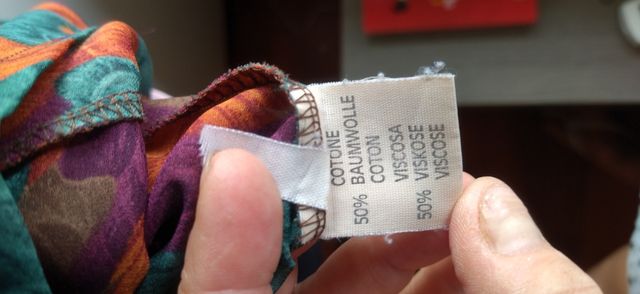 COTONE
50% BAUMWOLLE
COTON
VISCOSA
50% VISKOSE
VISCOSE